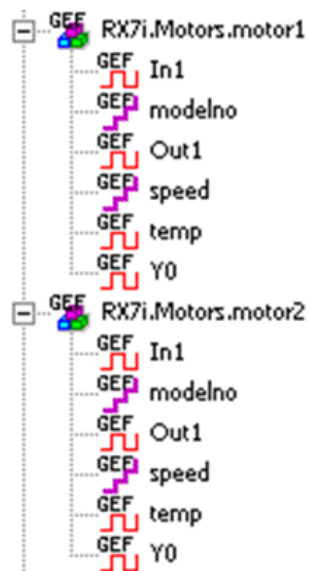 GEF RX7i.Motors.motor1
GEF In1
GEF modelno
GEF Out1
GEF speed
GEF temp
GEF Y0
GEF RX7i.Motors.motor2
GEF In1
GEF modelno
GEF Out1
GEF speed
GEF temp
GEF Y0